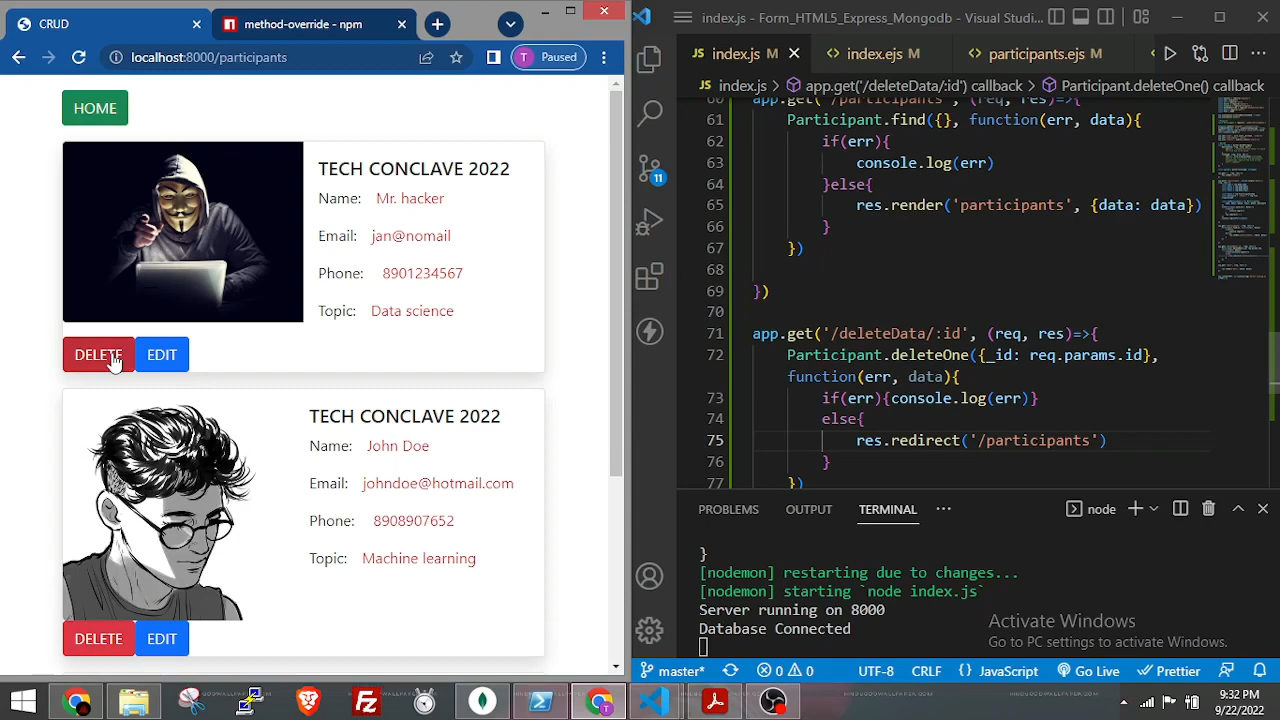 CRUD
method-override - npm
localhost:8000/participants
T
Paused
HOME
TECH CONCLAVE 2022
Name: Mr. hacker
Email: jan@nomail
Phone: 8901234567
Topic: Data science
DELETE
EDIT
TECH CONCLAVE 2022
Name: John Doe
Email: johndoe@hotmail.com
Phone: 8908907652
Topic: Machine learning
DELETE
EDIT
index.js - Form_HTML5_Express_Mongodb - Visual Studi...
JS index.js M
<> index.ejs M
<> participants.ejs M
JS index.js > app.get('/deleteData/:id') callback > Participant.deleteOne() callback
60 app.get('/participants', (req, res)=>{
61 Participant.find({}, function(err, data){
62 if(err){
63 console.log(err)
64 }else{
65 res.render('participants', {data: data})
66 }
67 })
68
69 })
70
71 app.get('/deleteData/:id', (req, res)=>{
72 Participant.deleteOne({_id: req.params.id},
function(err, data){
73 if(err){console.log(err)}
74 else{
75 res.redirect('/participants')
76 }
77 })
11
PROBLEMS
OUTPUT
TERMINAL
node
}
[nodemon] restarting due to changes...
[nodemon] starting `node index.js`
Server running on 8000
Database Connected
Activate Windows
Go to PC settings to activate Windows.
master*
0
0
UTF-8
CRLF
{} JavaScript
Go Live
Prettier
9:32 PM
9/22/2022